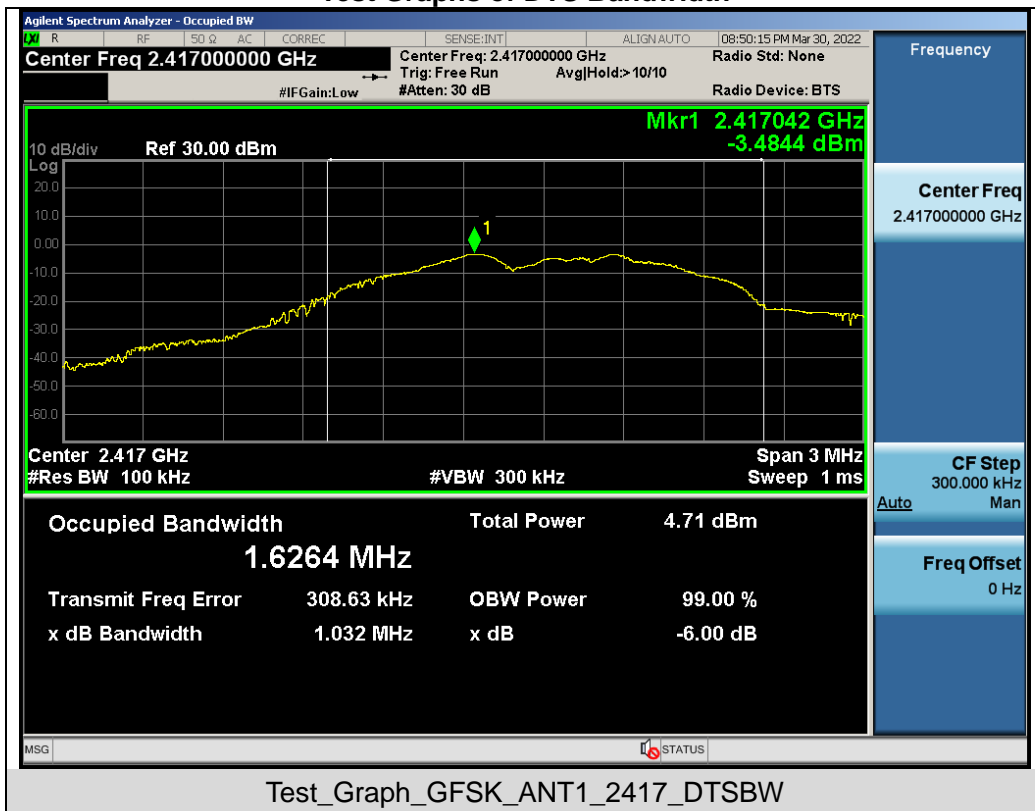 Agilent Spectrum Analyzer - Occupied BW
LXI R RF 50 Ω AC CORREC SENSE:INT ALIGN AUTO 08:50:15 PM Mar 30, 2022
Center Freq 2.417000000 GHz Center Freq: 2.417000000 GHz Radio Std: None
Trig: Free Run Avg|Hold:> 10/10
#IFGain:Low #Atten: 30 dB Radio Device: BTS
Frequency
Mkr1 2.417042 GHz
-3.4844 dBm
10 dB/div Ref 30.00 dBm
Log
20.0
10.0
0.00
-10.0
-20.0
-30.0
-40.0
-50.0
-60.0
1
Center 2.417 GHz Span 3 MHz
#Res BW 100 kHz #VBW 300 kHz Sweep 1 ms
Center Freq
2.417000000 GHz
CF Step
300.000 kHz
Auto Man
Freq Offset
0 Hz
Occupied Bandwidth Total Power 4.71 dBm
1.6264 MHz
Transmit Freq Error 308.63 kHz OBW Power 99.00 %
x dB Bandwidth 1.032 MHz x dB -6.00 dB
MSG STATUS
Test_Graph_GFSK_ANT1_2417_DTSBW